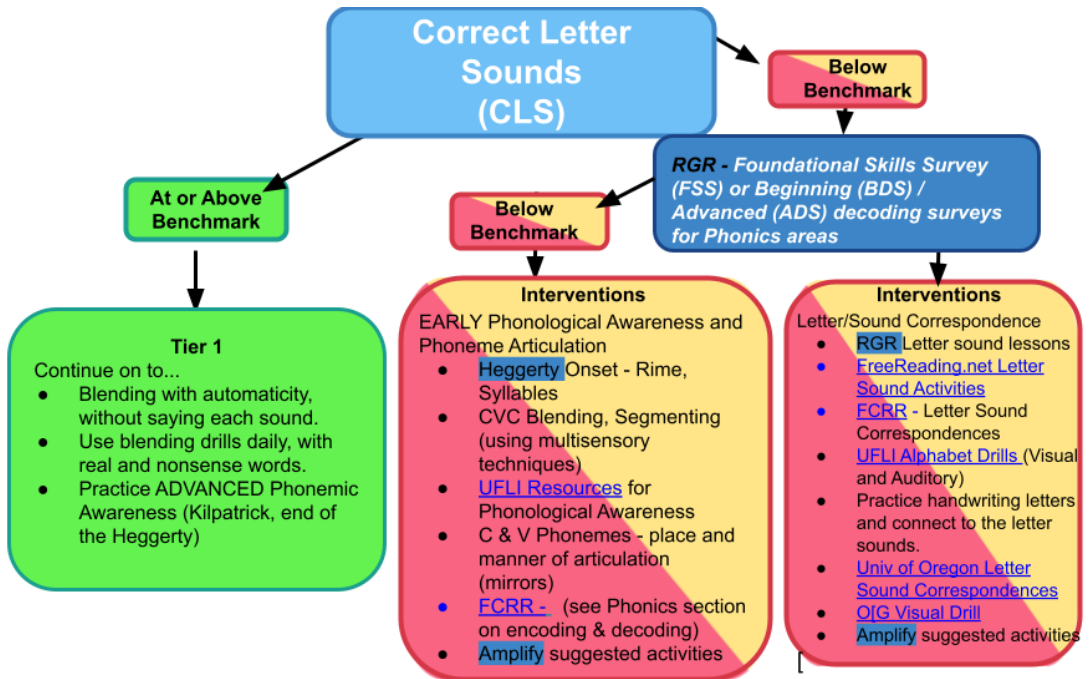 Correct Letter
Sounds
(CLS)
Below
Benchmark
RGR - Foundational Skills Survey
(FSS) or Beginning (BDS) /
Advanced (ADS) decoding surveys
for Phonics areas
At or Above
Benchmark
Below
Benchmark
Tier 1
Continue on to...
● Blending with automaticity,
without saying each sound.
● Use blending drills daily, with
real and nonsense words.
● Practice ADVANCED Phonemic
Awareness (Kilpatrick, end of
the Heggerty)
Interventions
EARLY Phonological Awareness and
Phoneme Articulation
● Heggerty Onset - Rime,
Syllables
● CVC Blending, Segmenting
(using multisensory
techniques)
● UFLI Resources for
Phonological Awareness
● C & V Phonemes - place and
manner of articulation
(mirrors)
● FCRR - (see Phonics section
on encoding & decoding)
● Amplify suggested activities
Interventions
Letter/Sound Correspondence
● RGR Letter sound lessons
● FreeReading.net Letter
Sound Activities
● FCRR - Letter Sound
Correspondences
● UFLI Alphabet Drills (Visual
and Auditory)
● Practice handwriting letters
and connect to the letter
sounds.
● Univ of Oregon Letter
Sound Correspondences
● O[G Visual Drill
● Amplify suggested activities
[